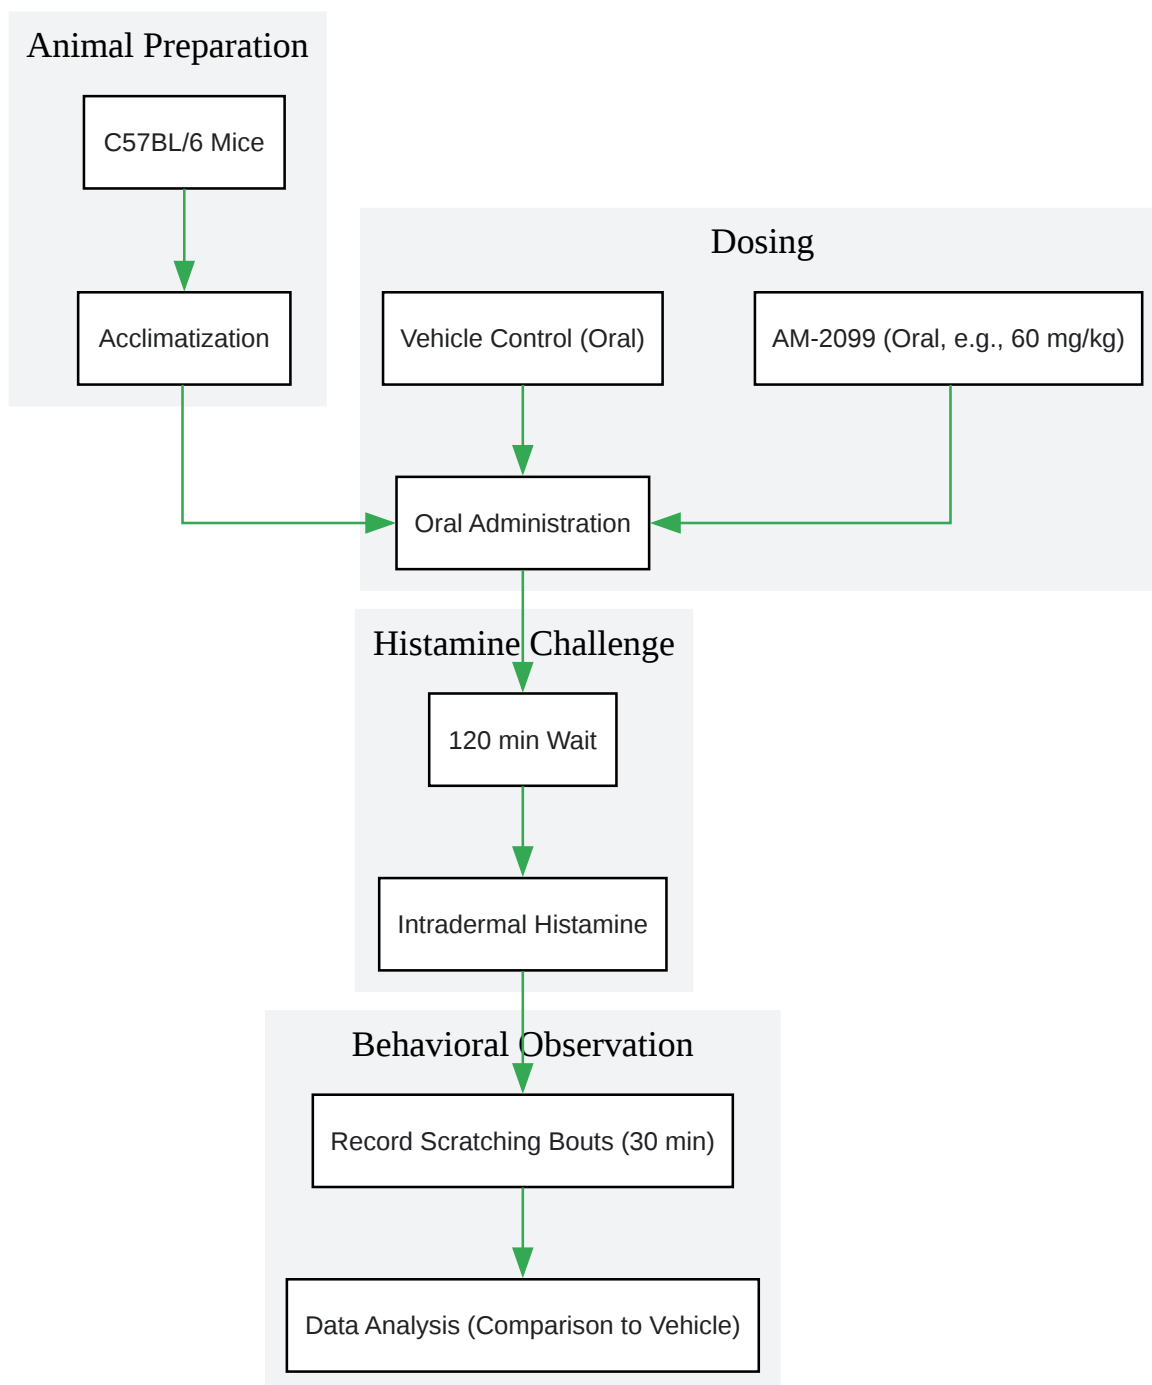 Animal Preparation
C57BL/6 Mice
Acclimatization
Dosing
Vehicle Control (Oral)
AM-2099 (Oral, e.g., 60 mg/kg)
Oral Administration
Histamine Challenge
120 min Wait
Intradermal Histamine
Behavioral Observation
Record Scratching Bouts (30 min)
Data Analysis (Comparison to Vehicle)